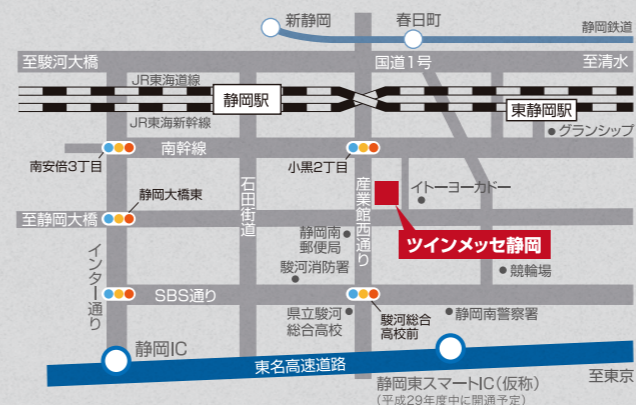 新静岡
春日町
静岡鉄道
至駿河大橋
国道1号
至清水
JR東海道線
静岡駅
東静岡駅
JR東海新幹線
グランシップ
南安倍3丁目
南幹線
小黒2丁目
静岡大橋東
石田街道
産業館西通り
イトーヨーカドー
至静岡大橋
静岡南
郵便局
ツインメッセ静岡
インター通り
駿河消防署
競輪場
SBS通り
県立駿河
総合高校
駿河総合
高校前
静岡南警察署
静岡IC
東名高速道路
至東京
静岡東スマートIC(仮称)
(平成29年度中に開通予定)